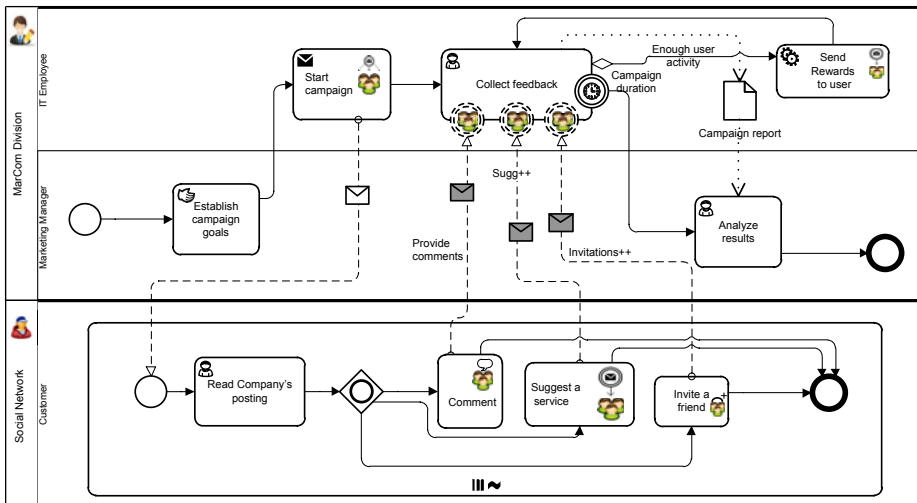 MarCom Division
IT Employee
Start
campaign
Collect feedback
Enough user
activity
Campaign
duration
Send
Rewards
to user
Campaign report
Marketing Manager
Establish
campaign
goals
Sugg++
Provide
comments
Invitations++
Analyze
results
Social Network
Customer
Read Company's
posting
Comment
Suggest a
service
Invite a
friend